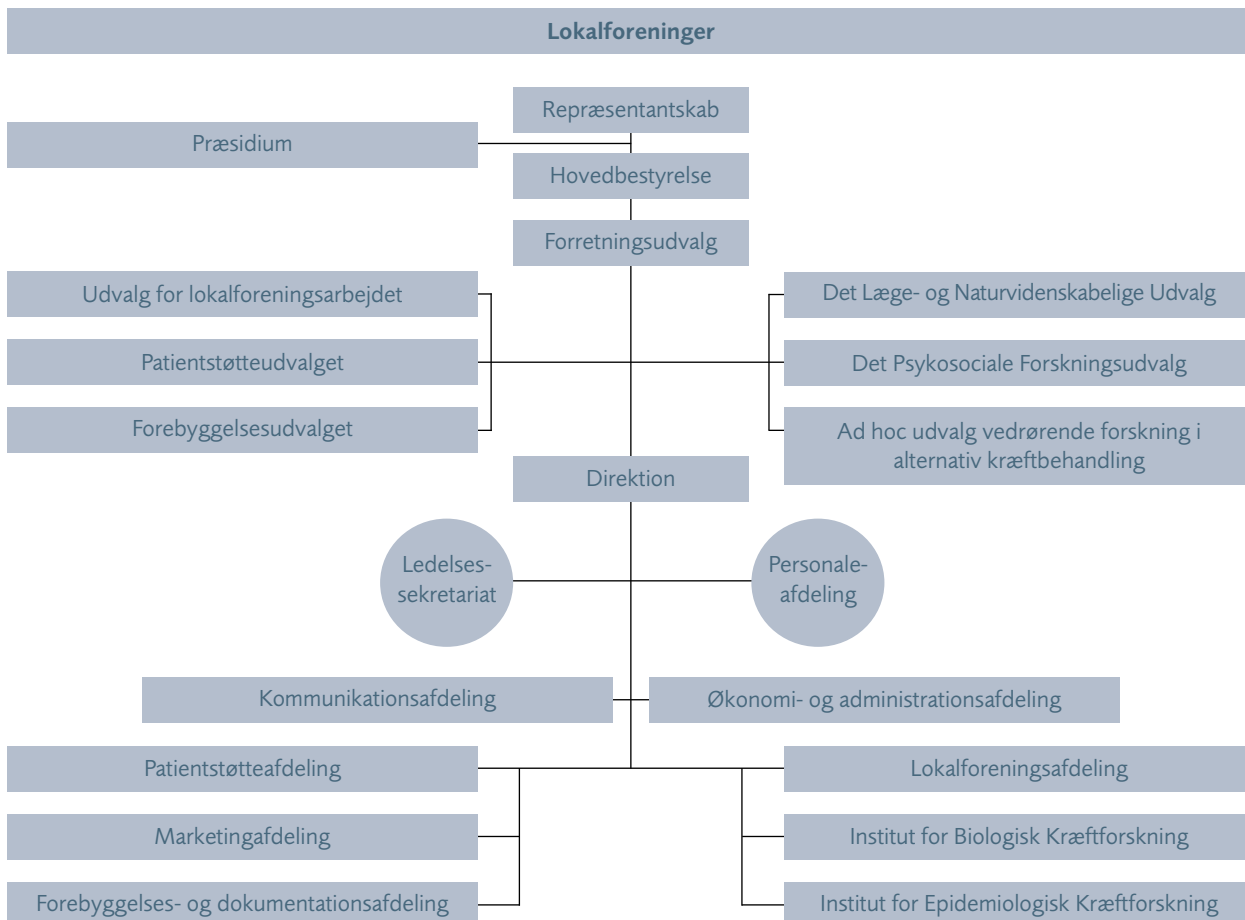 Lokalforeninger
Repræsentantskab
Præsidium
Hovedbestyrelse
Forretningsudvalg
Udvalg for lokalforeningsarbejdet
Det Læge- og Naturvidenskabelige Udvalg
Patientstøtteudvalget
Det Psykosociale Forskningsudvalg
Forebyggelsesudvalget
Ad hoc udvalg vedrørende forskning i
alternativ kræftbehandling
Direktion
Ledelses-
sekretariat
Personale-
afdeling
Kommunikationsafdeling
Økonomi- og administrationsafdeling
Patientstøtteafdeling
Lokalforeningsafdeling
Marketingafdeling
Institut for Biologisk Kræftforskning
Forebyggelses- og dokumentationsafdeling
Institut for Epidemiologisk Kræftforskning